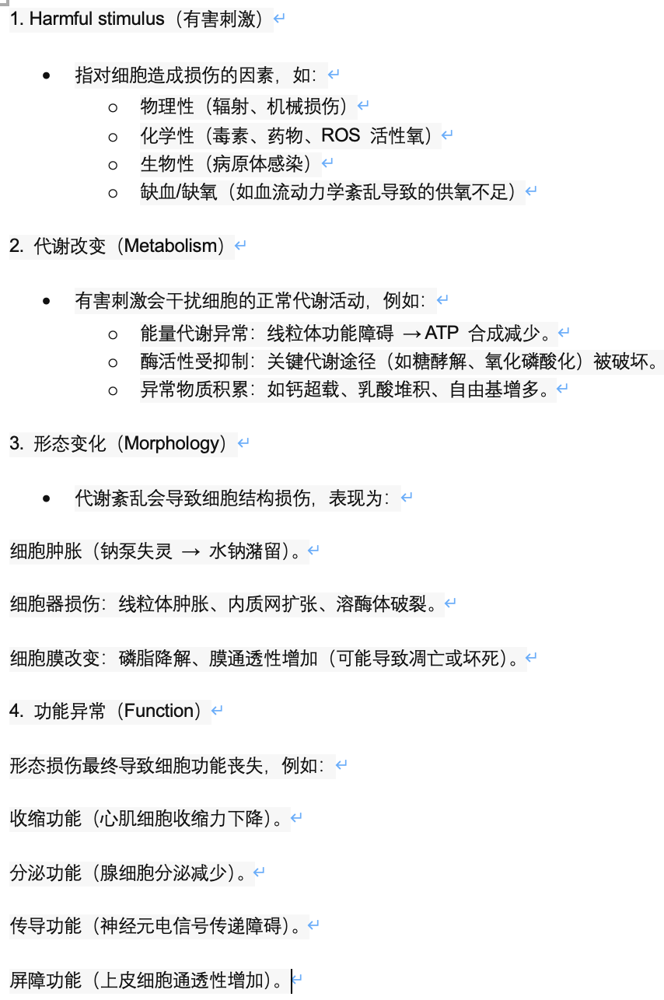 1. Harmful stimulus（有害刺激）
• 指对细胞造成损伤的因素，如：
○ 物理性（辐射、机械损伤）
○ 化学性（毒素、药物、ROS 活性氧）
○ 生物性（病原体感染）
○ 缺血/缺氧（如血流动力学紊乱导致的供氧不足）
2. 代谢改变（Metabolism）
• 有害刺激会干扰细胞的正常代谢活动，例如：
○ 能量代谢异常：线粒体功能障碍 →ATP 合成减少。
○ 酶活性受抑制：关键代谢途径（如糖酵解、氧化磷酸化）被破坏。
○ 异常物质积累：如钙超载、乳酸堆积、自由基增多。
3. 形态变化（Morphology）
• 代谢紊乱会导致细胞结构损伤，表现为：
细胞肿胀（钠泵失灵 → 水钠潴留）。
细胞器损伤：线粒体肿胀、内质网扩张、溶酶体破裂。
细胞膜改变：磷脂降解、膜通透性增加（可能导致凋亡或坏死）。
4. 功能异常（Function）
形态损伤最终导致细胞功能丧失，例如：
收缩功能（心肌细胞收缩力下降）。
分泌功能（腺细胞分泌减少）。
传导功能（神经元电信号传递障碍）。
屏障功能（上皮细胞通透性增加）。